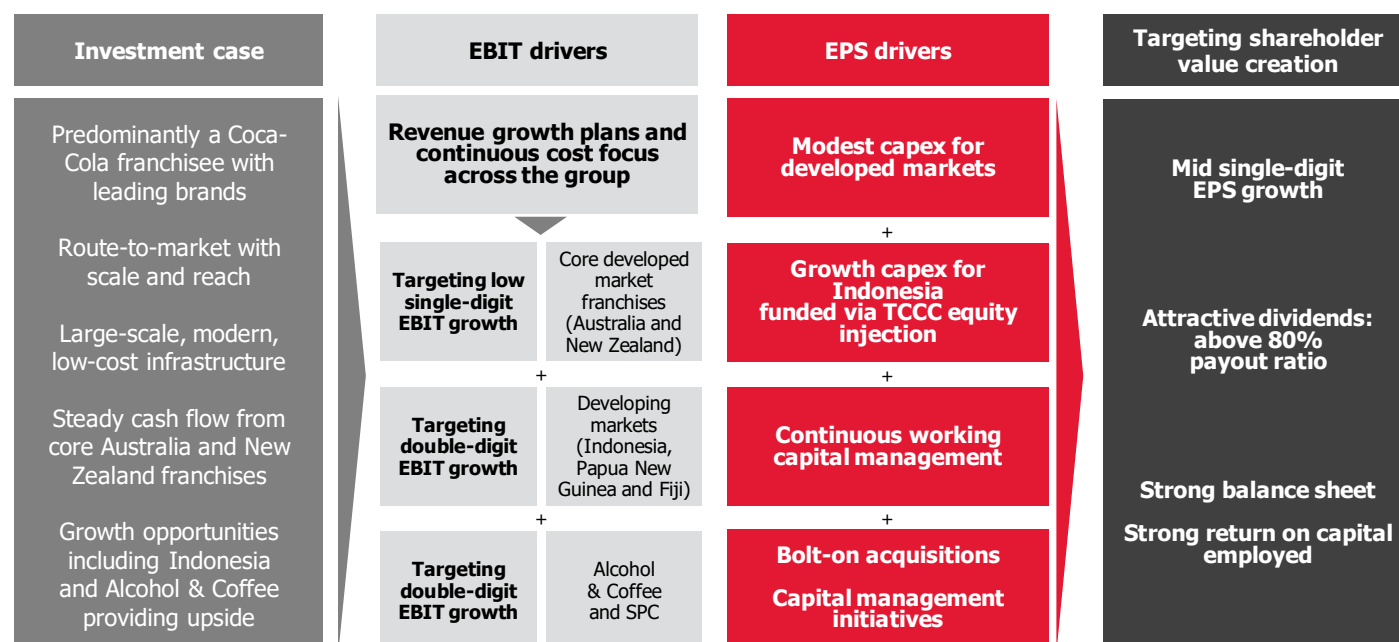 Investment case
Predominantly a Coca-
Cola franchisee with
leading brands
Route-to-market with
scale and reach
Large-scale, modern,
low-cost infrastructure
Steady cash flow from
core Australia and New
Zealand franchises
Growth opportunities
including Indonesia
and Alcohol & Coffee
providing upside
EBIT drivers
Revenue growth plans and
continuous cost focus
across the group
Targeting low
single-digit
EBIT growth
Core developed
market
franchises
(Australia and
New Zealand)
+
Targeting
double-digit
EBIT growth
Developing
markets
(Indonesia,
Papua New
Guinea and Fiji)
+
Targeting
double-digit
EBIT growth
Alcohol
& Coffee
and SPC
EPS drivers
Modest capex for
developed markets
+
Growth capex for
Indonesia
funded via TCCC equity
injection
+
Continuous working
capital management
+
Bolt-on acquisitions
Capital management
initiatives
Targeting shareholder
value creation
Mid single-digit
EPS growth
Attractive dividends:
above 80%
payout ratio
Strong balance sheet
Strong return on capital
employed